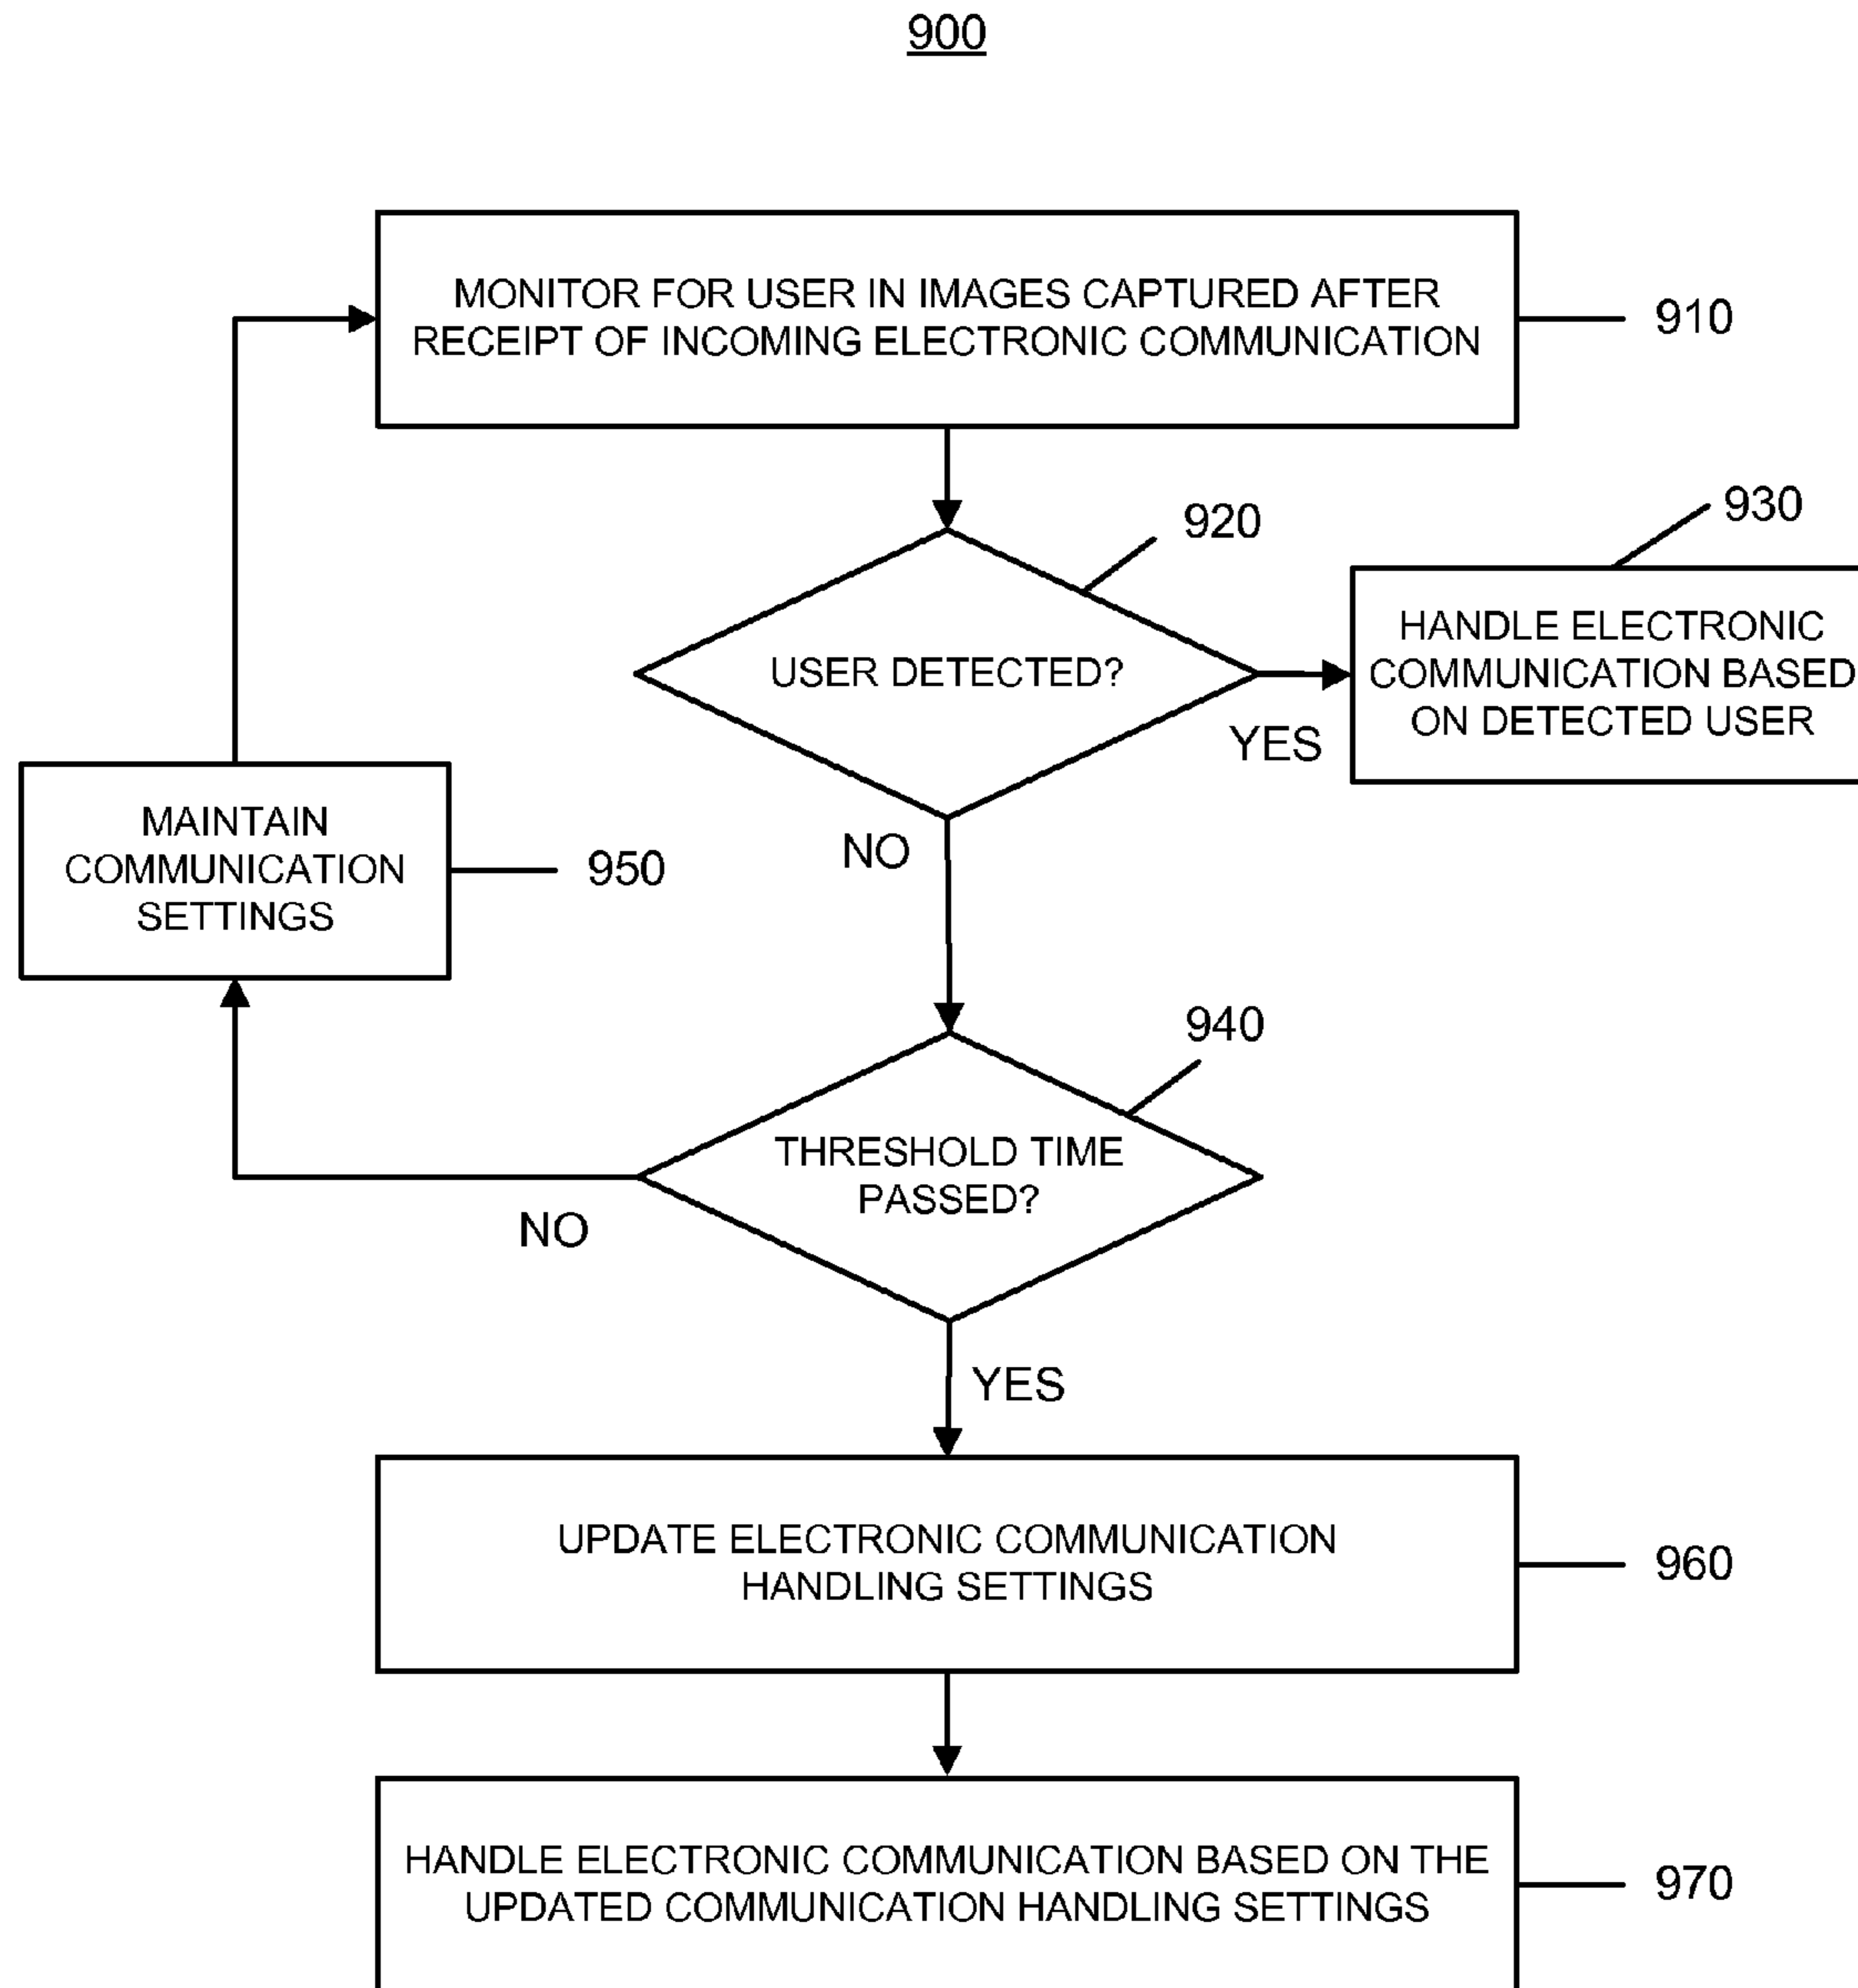 900
MONITOR FOR USER IN IMAGES CAPTURED AFTER
RECEIPT OF INCOMING ELECTRONIC COMMUNICATION
910
920
USER DETECTED?
YES
930
HANDLE ELECTRONIC
COMMUNICATION BASED
ON DETECTED USER
NO
MAINTAIN
COMMUNICATION
SETTINGS
950
940
THRESHOLD TIME
PASSED?
NO
YES
UPDATE ELECTRONIC COMMUNICATION
HANDLING SETTINGS
960
HANDLE ELECTRONIC COMMUNICATION BASED ON THE
UPDATED COMMUNICATION HANDLING SETTINGS
970